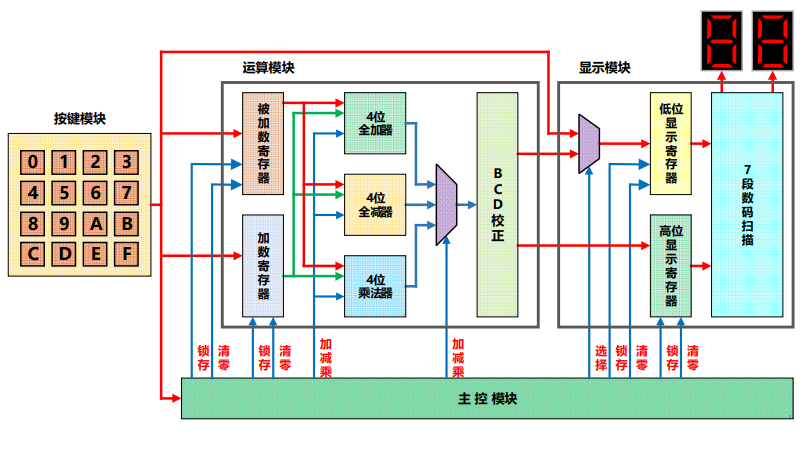 运算模块
显示模块
按键模块
0 1 2 3
4 5 6 7
8 9 A B
C D E F
被加数寄存器
加数寄存器
4位
全加器
4位
全减器
4位
乘法器
BCD校正
低位显示寄存器
高位显示寄存器
7段数码扫描
8 8
锁存
清零
锁存
清零
加减乘
加减乘
选择
锁存
清零
锁存
清零
主 控 模块